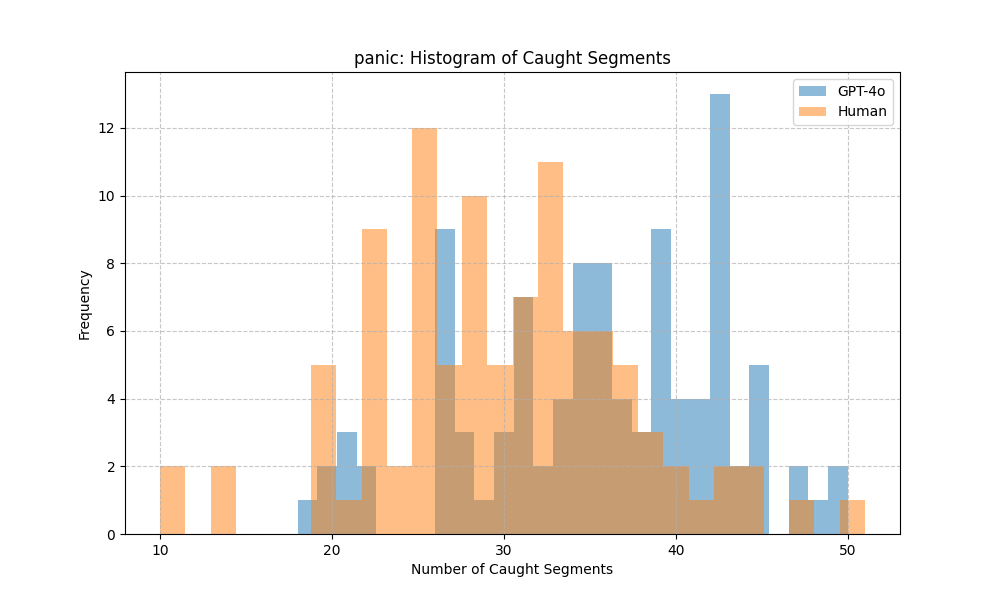 panic: Histogram of Caught Segments
GPT-4o
Human
12
10
8
6
4
2
0
Frequency
10 20 30 40 50
Number of Caught Segments